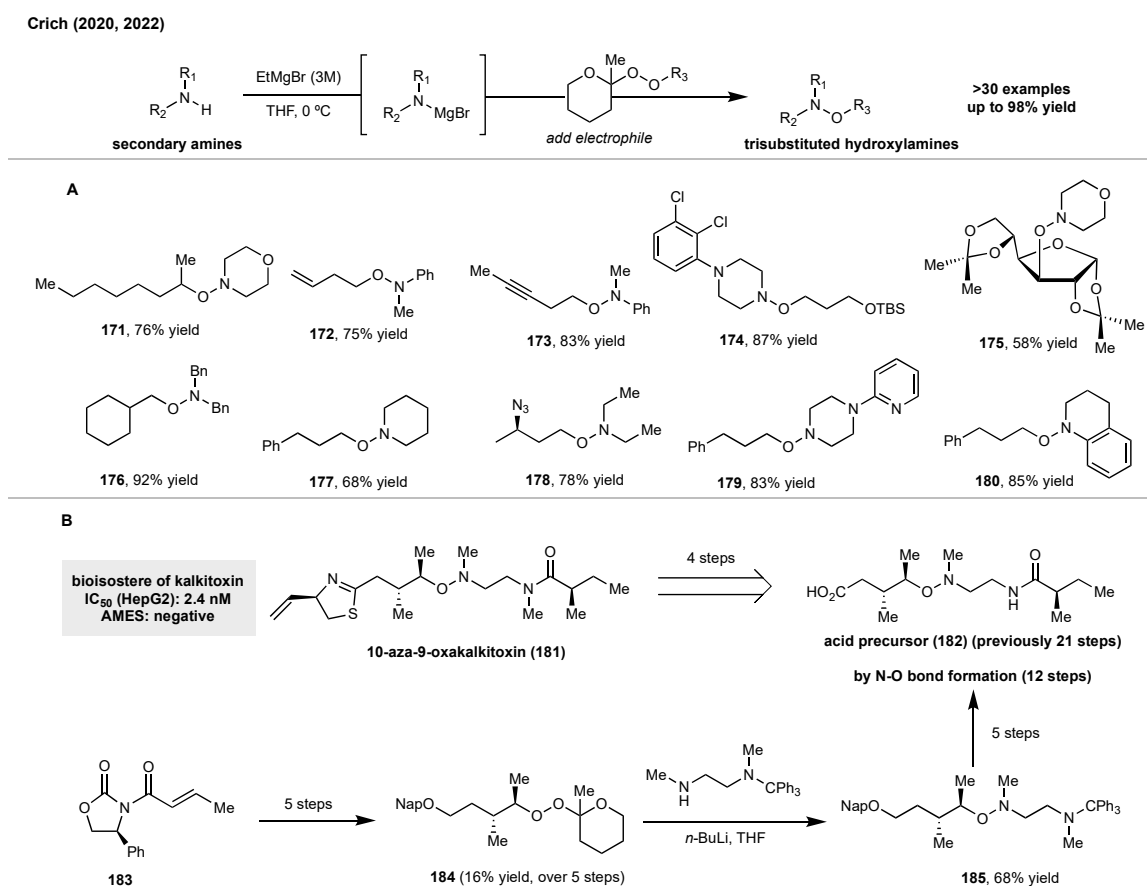 Crich (2020, 2022)
R1
R2
N
H
secondary amines
EtMgBr (3M)
THF, 0 ºC
R1
R2
N
MgBr
Me
O
O
O
R3
add electrophile
R1
R2
N
O
R3
trisubstituted hydroxylamines
>30 examples
up to 98% yield
A
Me
Me
O
N
O
171, 76% yield
O
N
Ph
Me
172, 75% yield
Me
Me
O
N
Ph
173, 83% yield
Cl
Cl
N
N
O
OTBS
174, 87% yield
N
O
O
O
O
O
O
O
Me
Me
Me
Me
175, 58% yield
Bn
N
O
Bn
176, 92% yield
Ph
O
N
177, 68% yield
N3
O
N
Me
Me
178, 78% yield
Ph
O
N
N
N
179, 83% yield
Ph
O
N
180, 85% yield
B
bioisostere of kalkitoxin
IC50 (HepG2): 2.4 nM
AMES: negative
N
S
Me
Me
O
Me
N
N
Me
O
Me
Me
10-aza-9-oxakalkitoxin (181)
4 steps
HO2C
Me
Me
O
Me
N
N
H
O
Me
Me
acid precursor (182) (previously 21 steps)
by N-O bond formation (12 steps)
5 steps
O
O
O
N
Me
Ph
183
5 steps
NapO
Me
Me
O
O
Me
O
184 (16% yield, over 5 steps)
Me
N
H
Me
N
CPh3
n-BuLi, THF
NapO
Me
Me
O
Me
N
N
CPh3
Me
185, 68% yield